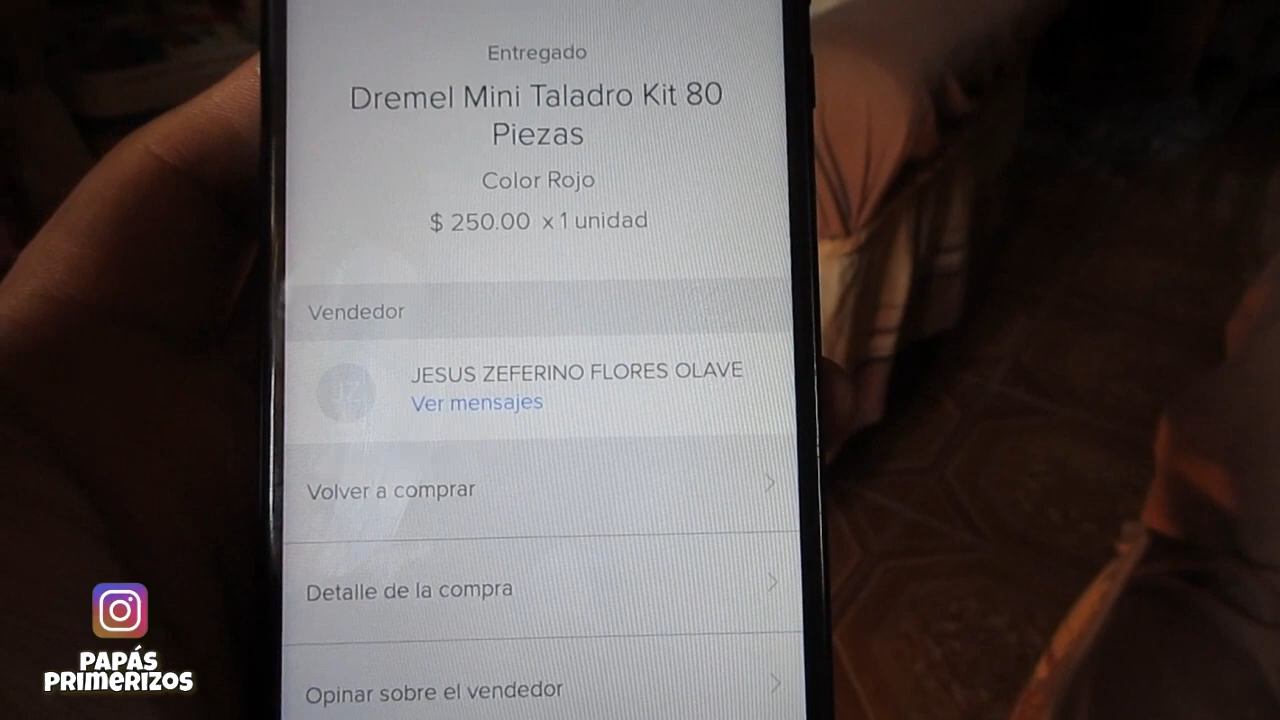 Entregado
Dremel Mini Taladro Kit 80
Piezas
Color Rojo
$ 250.00 x 1 unidad
Vendedor
JZ
JESUS ZEFERINO FLORES OLAVE
Ver mensajes
Volver a comprar
Detalle de la compra
Opinar sobre el vendedor
PAPÁS
PRIMERIZOS